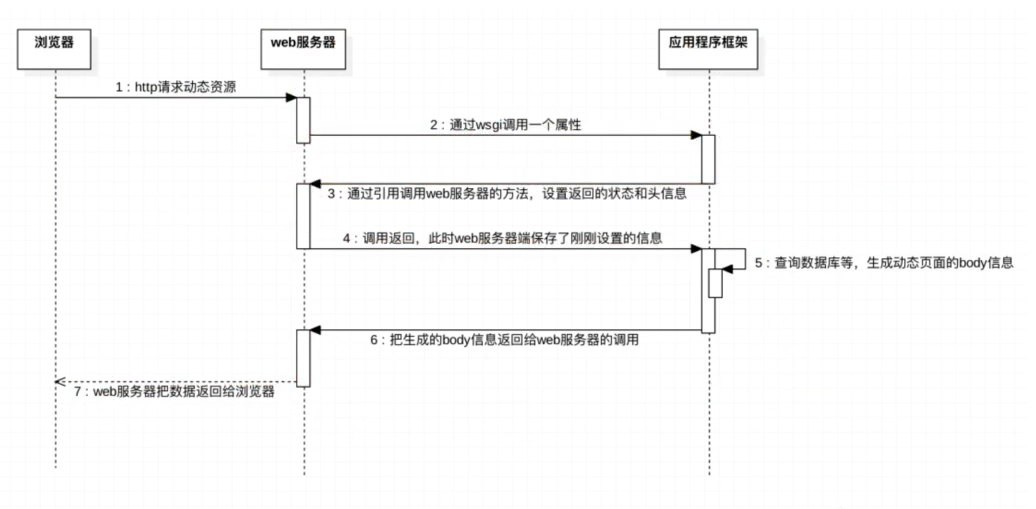 浏览器
web服务器
应用程序框架
1：http请求动态资源
2：通过wsgi调用一个属性
3：通过引用调用web服务器的方法，设置返回的状态和头信息
4：调用返回，此时web服务器端保存了刚刚设置的信息
5：查询数据库等，生成动态页面的body信息
6：把生成的body信息返回给web服务器的调用
7：web服务器把数据返回给浏览器